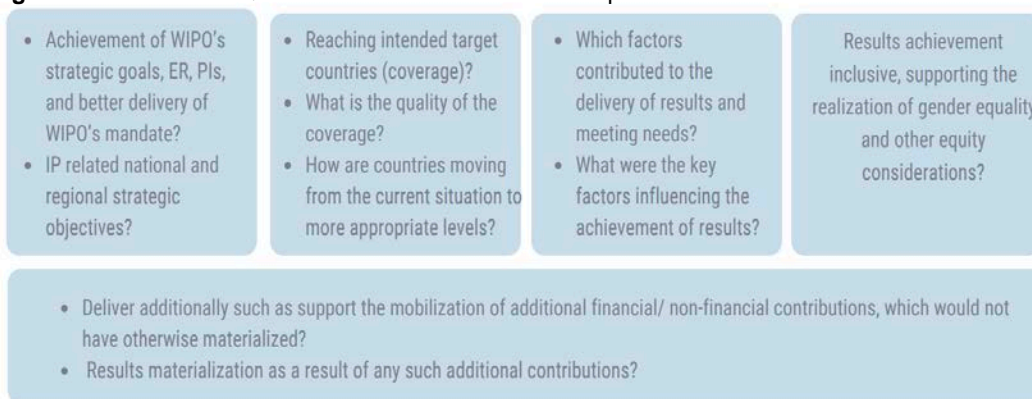 • Achievement of WIPO's
strategic goals, ER, PIs,
and better delivery of
WIPO's mandate?
• IP related national and
regional strategic
objectives?
• Reaching intended target
countries (coverage)?
• What is the quality of the
coverage?
• How are countries moving
from the current situation to
more appropriate levels?
• Which factors
contributed to the
delivery of results and
meeting needs?
• What were the key
factors influencing the
achievement of results?
Results achievement
inclusive, supporting the
realization of gender equality
and other equity
considerations?
• Deliver additionally such as support the mobilization of additional financial/ non-financial contributions, which would not
have otherwise materialized?
• Results materialization as a result of any such additional contributions?